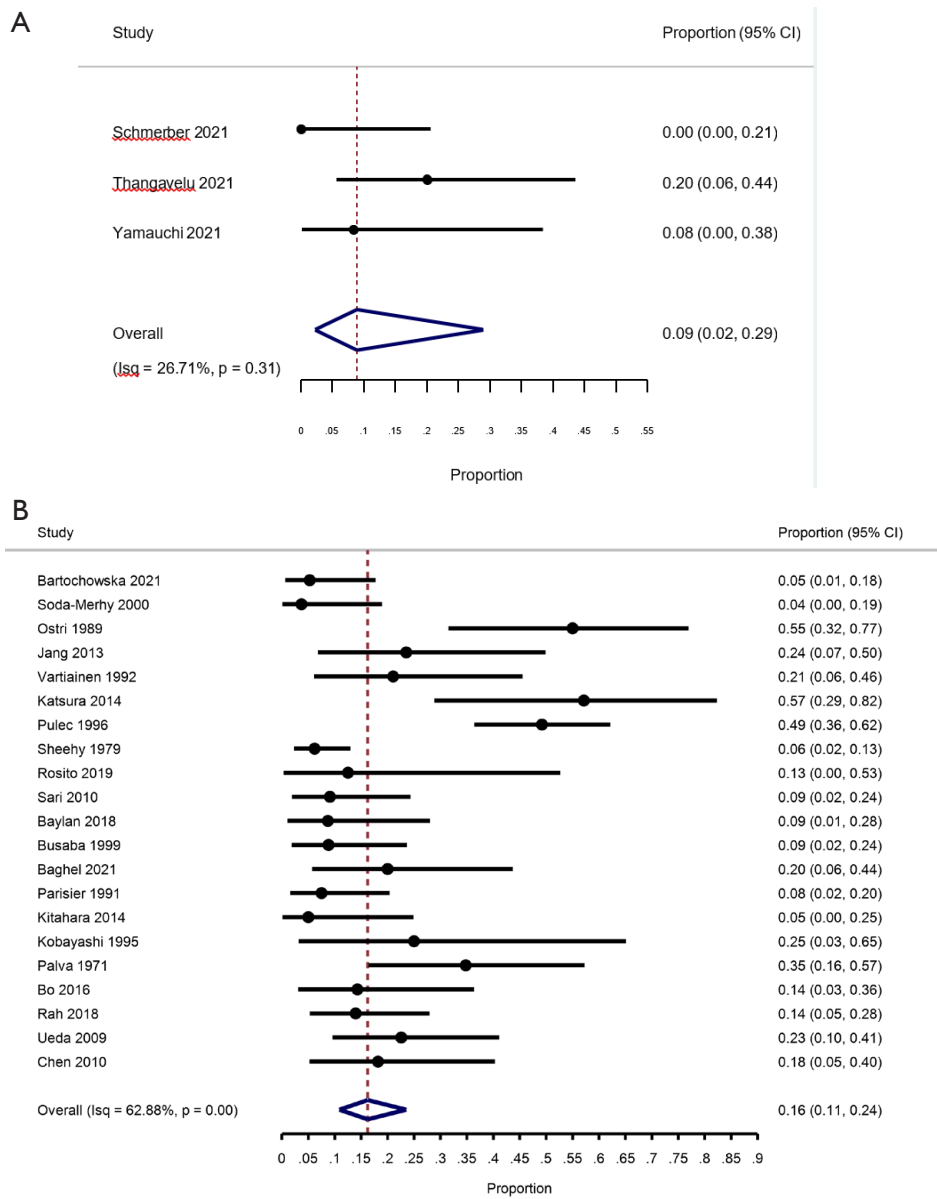 A
Study Proportion (95% CI)
Schmerber 2021 0.00 (0.00, 0.21)
Thangavelu 2021 0.20 (0.06, 0.44)
Yamauchi 2021 0.08 (0.00, 0.38)
Overall 0.09 (0.02, 0.29)
(Isq = 26.71%, p = 0.31)
0 .05 .1 .15 .2 .25 .3 .35 .4 .45 .5 .55
Proportion
B
Study Proportion (95% CI)
Bartochowska 2021 0.05 (0.01, 0.18)
Soda-Merhy 2000 0.04 (0.00, 0.19)
Ostri 1989 0.55 (0.32, 0.77)
Jang 2013 0.24 (0.07, 0.50)
Vartiainen 1992 0.21 (0.06, 0.46)
Katsura 2014 0.57 (0.29, 0.82)
Pulec 1996 0.49 (0.36, 0.62)
Sheehy 1979 0.06 (0.02, 0.13)
Rosito 2019 0.13 (0.00, 0.53)
Sari 2010 0.09 (0.02, 0.24)
Baylan 2018 0.09 (0.01, 0.28)
Busaba 1999 0.09 (0.02, 0.24)
Baghel 2021 0.20 (0.06, 0.44)
Parisier 1991 0.08 (0.02, 0.20)
Kitahara 2014 0.05 (0.00, 0.25)
Kobayashi 1995 0.25 (0.03, 0.65)
Palva 1971 0.35 (0.16, 0.57)
Bo 2016 0.14 (0.03, 0.36)
Rah 2018 0.14 (0.05, 0.28)
Ueda 2009 0.23 (0.10, 0.41)
Chen 2010 0.18 (0.05, 0.40)
Overall (Isq = 62.88%, p = 0.00) 0.16 (0.11, 0.24)
0 .05 .1 .15 .2 .25 .3 .35 .4 .45 .5 .55 .6 .65 .7 .75 .8 .85 .9
Proportion